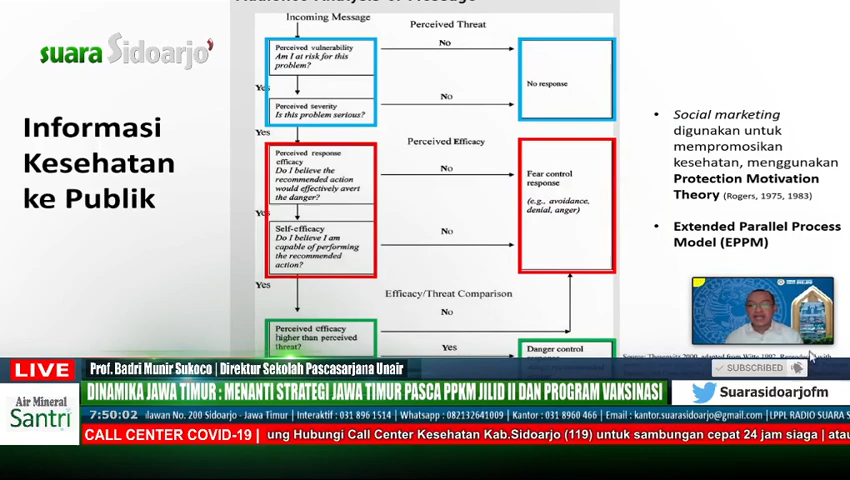 Audience Analysis of Message
Incoming Message
Perceived Threat
suara Sidoarjo
Perceived vulnerability
Am I at risk for this
problem?
No
Yes
No response
Perceived severity
Is this problem serious?
No
Yes
Informasi
Kesehatan
ke Publik
Perceived Efficacy
Perceived response
efficacy
Do I believe the
recommended action
would effectively avert
the danger?
No
Fear control
response
(e.g., avoidance,
denial, anger)
Yes
Self-efficacy
Do I believe I am
capable of performing
the recommended
action?
No
Yes
Efficacy/Threat Comparison
No
Perceived efficacy
higher than perceived
threat?
Yes
Danger control
• Social marketing
digunakan untuk
mempromosikan
kesehatan, menggunakan
Protection Motivation
Theory (Rogers, 1975, 1983)
• Extended Parallel Process
Model (EPPM)
SUBSCRIBED
LIVE
Prof. Badri Munir Sukoco | Direktur Sekolah Pascasarjana Unair
DINAMIKA JAWA TIMUR : MENANTI STRATEGI JAWA TIMUR PASCA PPKM JILID II DAN PROGRAM VAKSINASI
Suarasidoarjofm
Air Mineral
Santri
7:50:02 ilawan No. 200 Sidoarjo - Jawa Timur | Interaktif : 031 896 1514 | Whatsapp : 082132641009 | Kantor : 031 8960 466 | Email : kantor.suarasidoarjo@gmail.com |LPPL RADIO SUARA S
CALL CENTER COVID-19 | ung Hubungi Call Center Kesehatan Kab.Sidoarjo (119) untuk sambungan cepat 24 jam siaga | atau